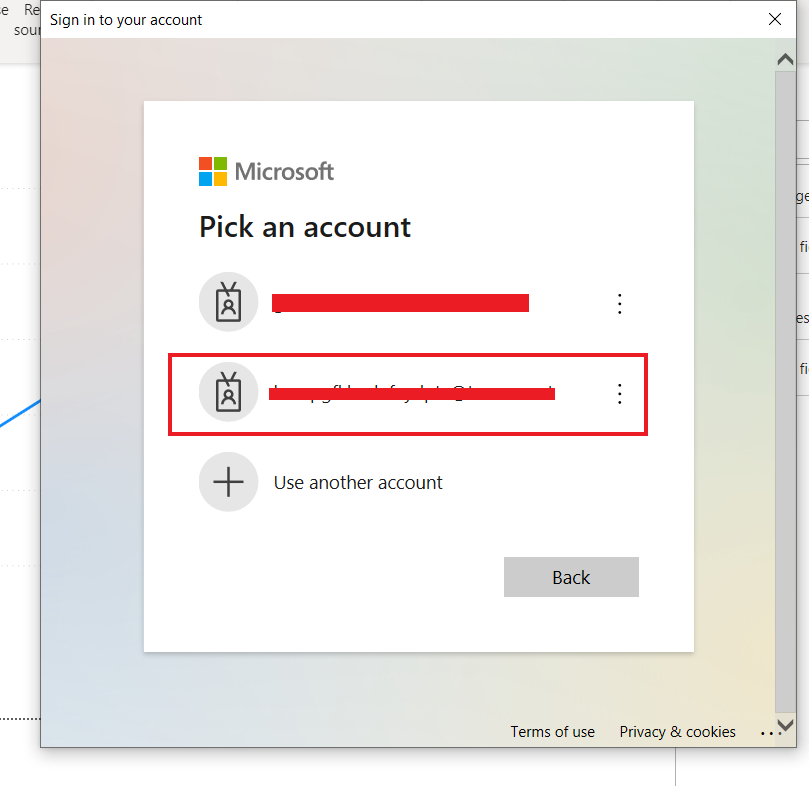 Sign in to your account
Microsoft
Pick an account
Use another account
Back
Terms of use Privacy & cookies